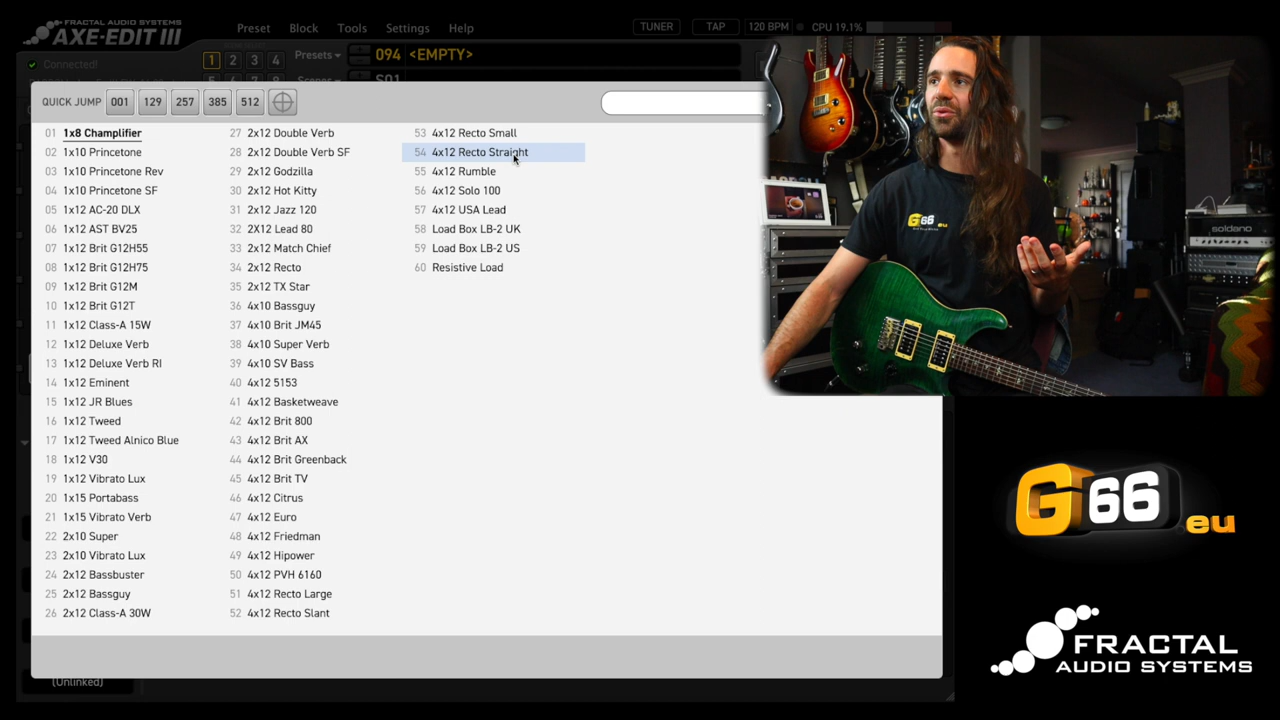 FRACTAL AUDIO SYSTEMS
AXE-EDIT III
Preset Block Tools Settings Help
TUNER TAP 120 BPM CPU 19.1%
Connected!
1 2 3 4 Presets 094 <EMPTY>
QUICK JUMP 001 129 257 385 512
01 1x8 Champlifier
02 1x10 Princetone
03 1x10 Princetone Rev
04 1x10 Princetone SF
05 1x12 AC-20 DLX
06 1x12 AST BV25
07 1x12 Brit G12H55
08 1x12 Brit G12H75
09 1x12 Brit G12M
10 1x12 Brit G12T
11 1x12 Class-A 15W
12 1x12 Deluxe Verb
13 1x12 Deluxe Verb RI
14 1x12 Eminent
15 1x12 JR Blues
16 1x12 Tweed
17 1x12 Tweed Alnico Blue
18 1x12 V30
19 1x12 Vibrato Lux
20 1x15 Portabass
21 1x15 Vibrato Verb
22 2x10 Super
23 2x10 Vibrato Lux
24 2x12 Bassbuster
25 2x12 Bassguy
26 2x12 Class-A 30W
27 2x12 Double Verb
28 2x12 Double Verb SF
29 2x12 Godzilla
30 2x12 Hot Kitty
31 2x12 Jazz 120
32 2X12 Lead 80
33 2x12 Match Chief
34 2x12 Recto
35 2x12 TX Star
36 4x10 Bassguy
37 4x10 Brit JM45
38 4x10 Super Verb
39 4x10 SV Bass
40 4x12 5153
41 4x12 Basketweave
42 4x12 Brit 800
43 4x12 Brit AX
44 4x12 Brit Greenback
45 4x12 Brit TV
46 4x12 Citrus
47 4x12 Euro
48 4x12 Friedman
49 4x12 Hipower
50 4x12 PVH 6160
51 4x12 Recto Large
52 4x12 Recto Slant
53 4x12 Recto Small
54 4x12 Recto Straight
55 4x12 Rumble
56 4x12 Solo 100
57 4x12 USA Lead
58 Load Box LB-2 UK
59 Load Box LB-2 US
60 Resistive Load
(Unlinked)
G66
.eu
soldano
G66.eu
FRACTAL
AUDIO SYSTEMS